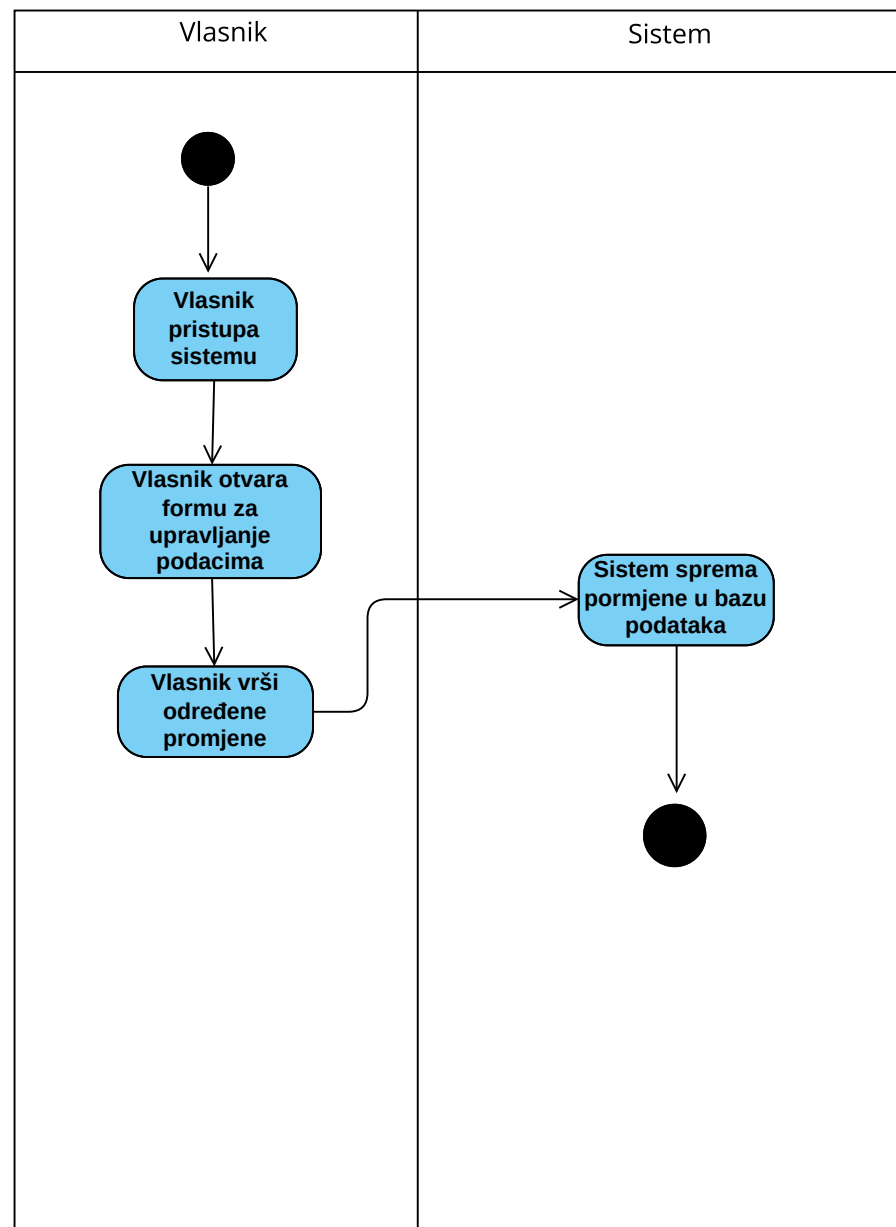 Vlasnik
Sistem
Vlasnik
pristupa
sistemu
Vlasnik otvara
formu za
upravljanje
podacima
Vlasnik vrši
određene
promjene
Sistem sprema
pormjene u bazu
podataka